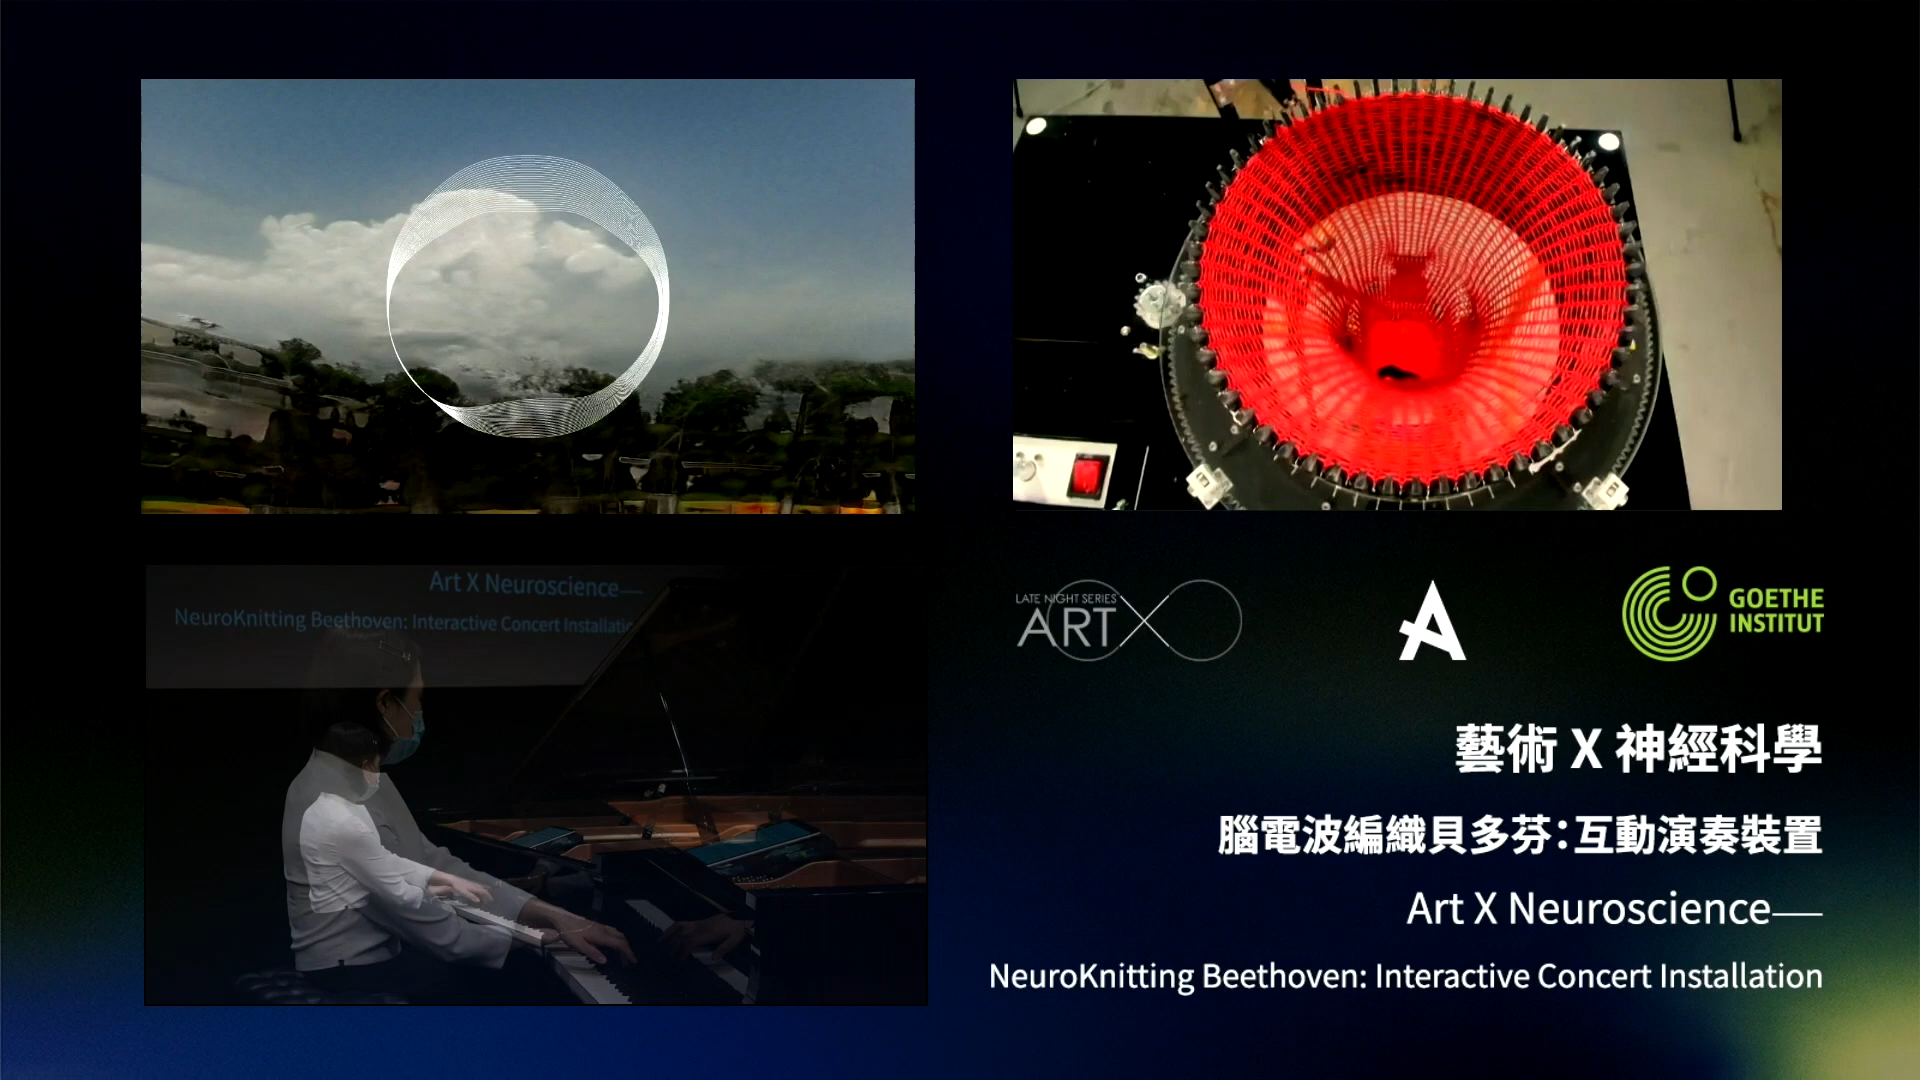 Art X Neuroscience—
NeuroKnitting Beethoven: Interactive Concert Installatio
LATE NIGHT SERIES
ART
A
GOETHE
INSTITUT
藝術 X 神經科學
腦電波編織貝多芬：互動演奏裝置
Art X Neuroscience——
NeuroKnitting Beethoven: Interactive Concert Installation